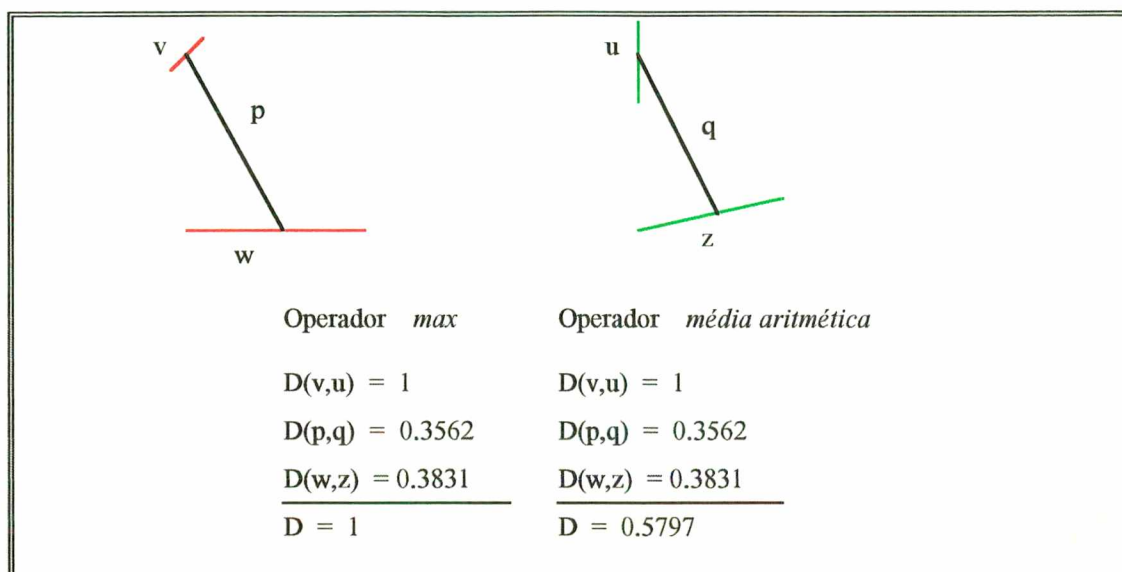 v
u
p
q
w
z
Operador max Operador média aritmética
D(v,u) = 1 D(v,u) = 1
D(p,q) = 0.3562 D(p,q) = 0.3562
D(w,z) = 0.3831 D(w,z) = 0.3831
D = 1 D = 0.5797